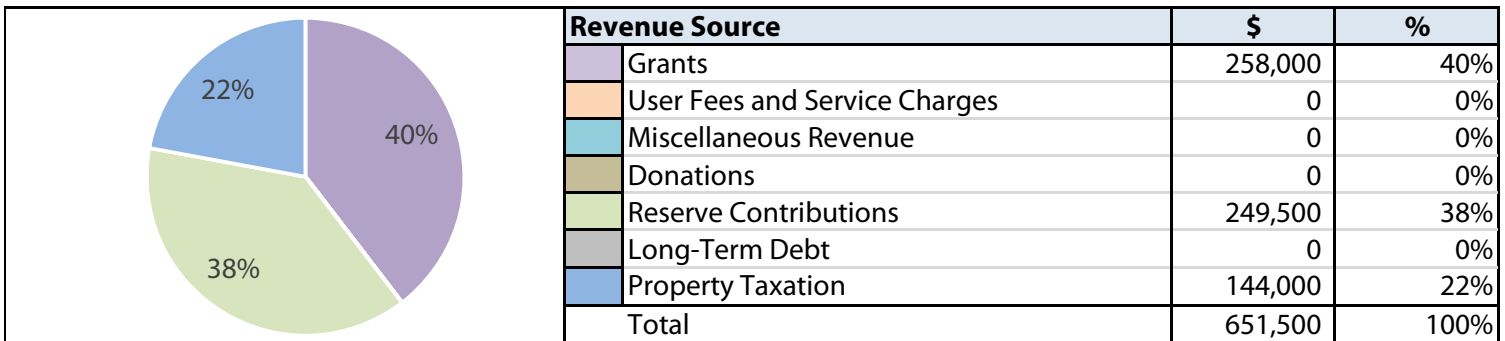 22%
40%
38%
Revenue Source $ %
Grants 258,000 40%
User Fees and Service Charges 0 0%
Miscellaneous Revenue 0 0%
Donations 0 0%
Reserve Contributions 249,500 38%
Long-Term Debt 0 0%
Property Taxation 144,000 22%
Total 651,500 100%